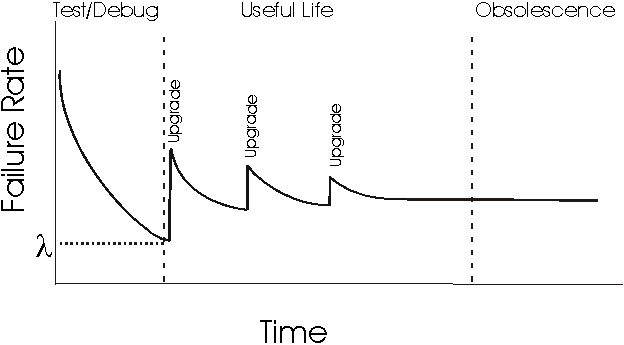 Test/Debug
Useful Life
Obsolescence
Failure Rate
Upgrade
Upgrade
Upgrade
λ
Time